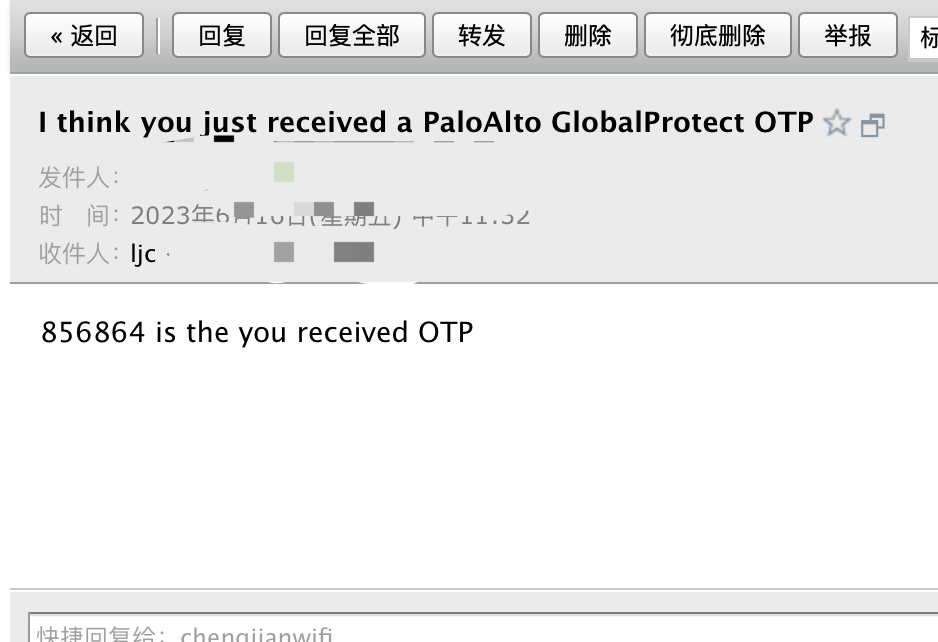 « 返回 回复 回复全部 转发 删除 彻底删除 举报 标
I think you just received a PaloAlto GlobalProtect OTP
发件人：
时 间：2023年6月16日(星期五) 中午11:32
收件人：ljc
856864 is the you received OTP
快捷回复给：chengjianwifi